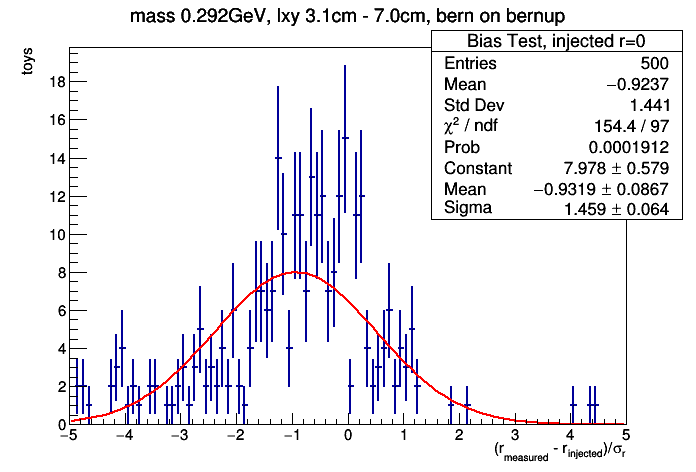 mass 0.292GeV, lxy 3.1cm - 7.0cm, bern on bernup
Bias Test, injected r=0
Entries 500
Mean −0.9237
Std Dev 1.441
χ² / ndf 154.4 / 97
Prob 0.0001912
Constant 7.978 ± 0.579
Mean −0.9319 ± 0.0867
Sigma 1.459 ± 0.064
toys
18
16
14
12
10
8
6
4
2
0
−5 −4 −3 −2 −1 0 1 2 3 4 5
(r_measured - r_injected)/σ_r